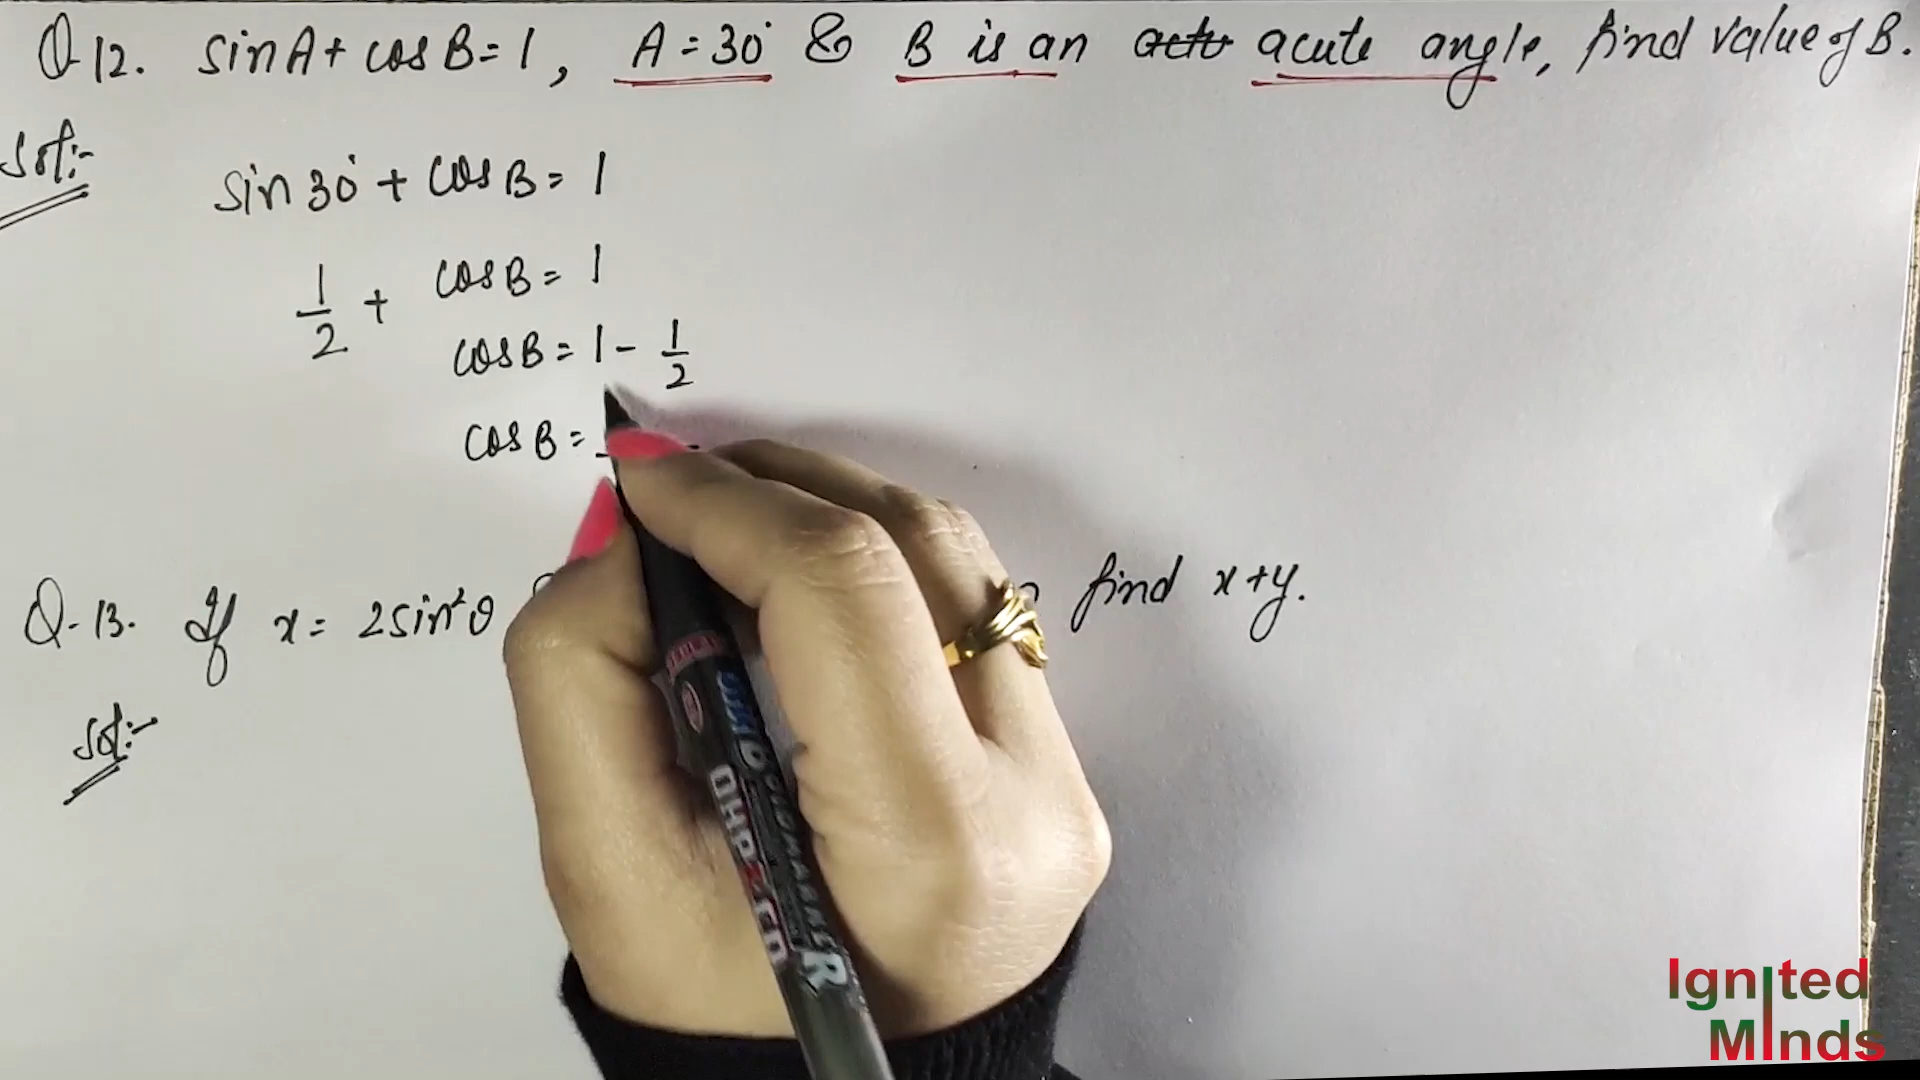 Q 12. sin A + cos B = 1, A = 30° & B is an acute angle, find value of B.
Sol:-
sin 30° + cos B = 1
1/2 + cos B = 1
cos B = 1 - 1/2
cos B =
Q. 13. If x = 2sin²θ find x+y.
Sol:-
OHP
Ignited
Minds